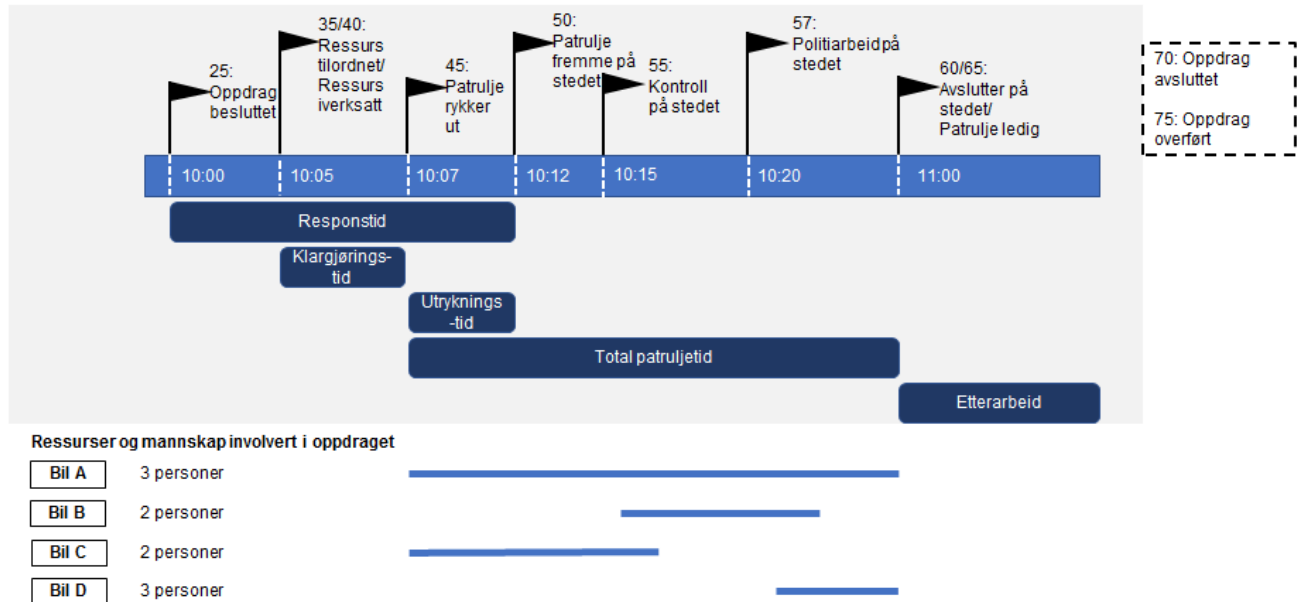 25:
Oppdrag
besluttet
35/40:
Ressurs
tilordnet/
Ressurs
iverksatt
45:
Patrulje
rykker
ut
50:
Patrulje
fremme på
stedet
55:
Kontroll
på stedet
57:
Politiarbeid på
stedet
60/65:
Avslutter på
stedet/
Patrulje ledig
70: Oppdrag
avsluttet
75: Oppdrag
overført
10:00
10:05
10:07
10:12
10:15
10:20
11:00
Responstid
Klargjørings-
tid
Utryknings
-tid
Total patruljetid
Etterarbeid
Ressurser og mannskap involvert i oppdraget
Bil A 3 personer
Bil B 2 personer
Bil C 2 personer
Bil D 3 personer